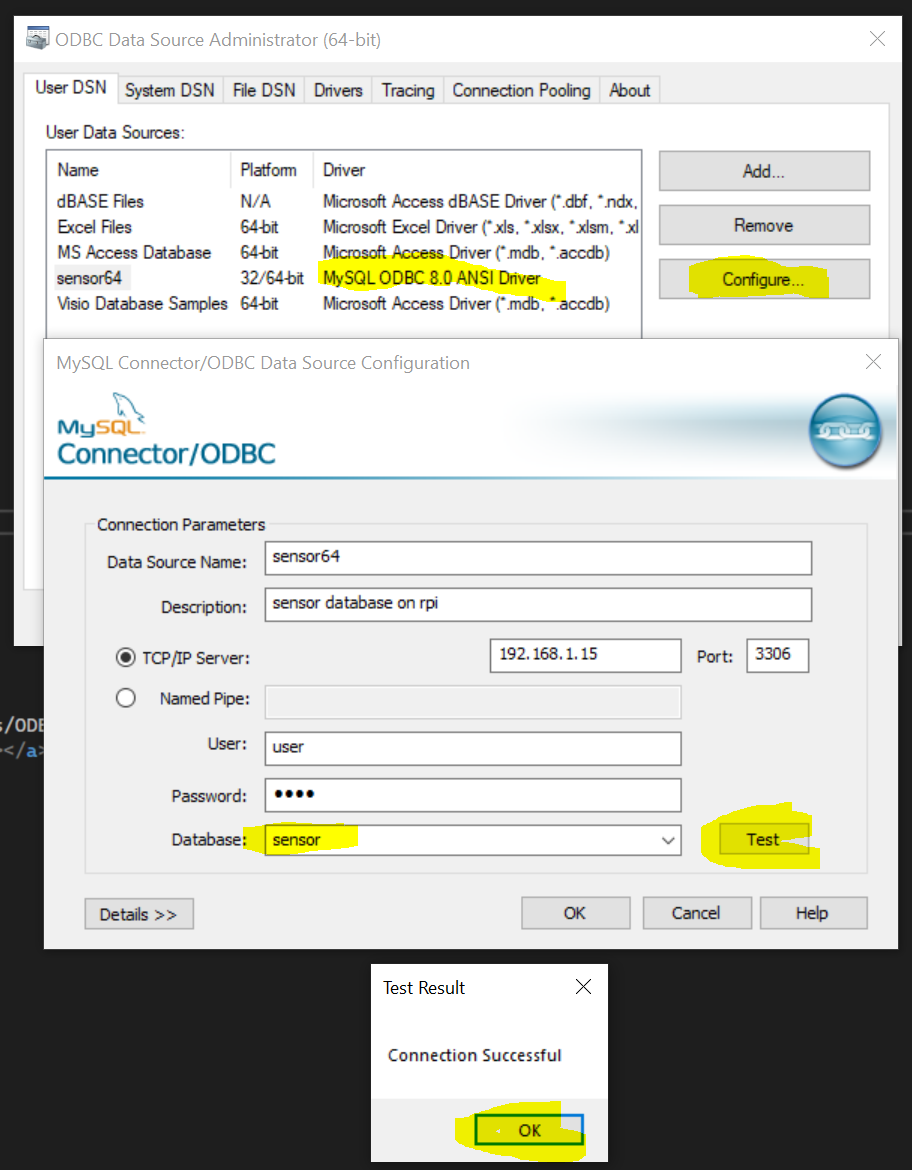 ODBC Data Source Administrator (64-bit)
User DSN System DSN File DSN Drivers Tracing Connection Pooling About
User Data Sources:
Name Platform Driver
dBASE Files N/A Microsoft Access dBASE Driver (*.dbf, *.ndx,
Excel Files 64-bit Microsoft Excel Driver (*.xls, *.xlsx, *.xlsm, *.xl
MS Access Database 64-bit Microsoft Access Driver (*.mdb, *.accdb)
sensor64 32/64-bit MySQL ODBC 8.0 ANSI Driver
Visio Database Samples 64-bit Microsoft Access Driver (*.mdb, *.accdb)
Add...
Remove
Configure...
MySQL Connector/ODBC Data Source Configuration
MySQL
Connector/ODBC
Connection Parameters
Data Source Name: sensor64
Description: sensor database on rpi
TCP/IP Server: 192.168.1.15 Port: 3306
Named Pipe:
User: user
Password: ●●●●
Database: sensor Test
Details >> OK Cancel Help
s/ODB
></a>
Test Result
Connection Successful
OK